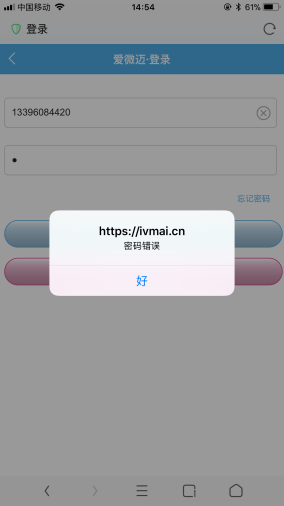 中国移动
14:54
61%
登录
爱微迈·登录
13396084420
忘记密码
https://ivmai.cn
密码错误
好